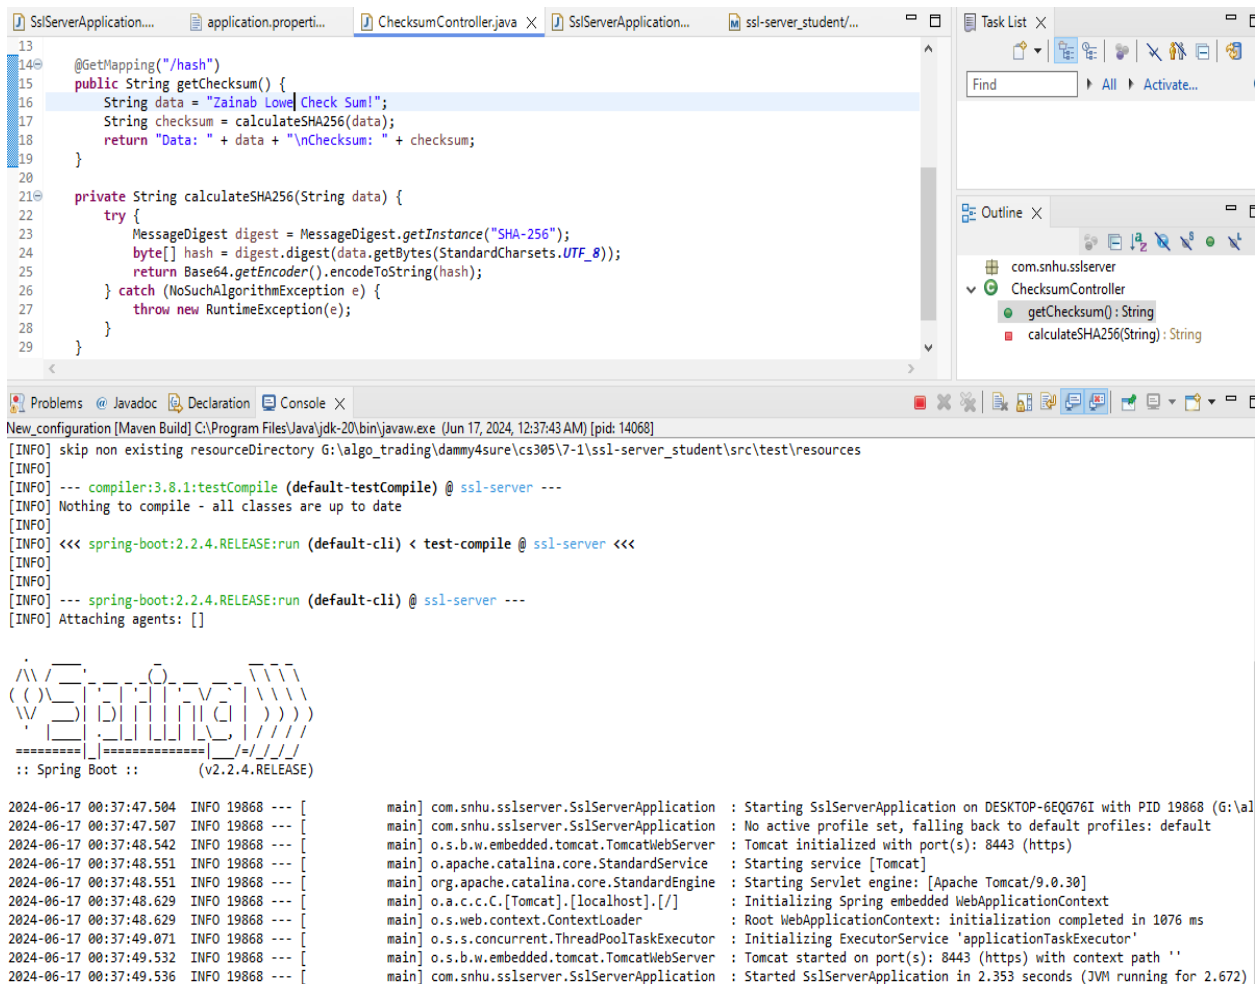 SslServerApplication....
application.properti...
ChecksumController.java
SslServerApplication...
ssl-server_student/...
13
14 @GetMapping("/hash")
15 public String getChecksum() {
16 String data = "Zainab Lowe Check Sum!";
17 String checksum = calculateSHA256(data);
18 return "Data: " + data + "\nChecksum: " + checksum;
19 }
20
21 private String calculateSHA256(String data) {
22 try {
23 MessageDigest digest = MessageDigest.getInstance("SHA-256");
24 byte[] hash = digest.digest(data.getBytes(StandardCharsets.UTF_8));
25 return Base64.getEncoder().encodeToString(hash);
26 } catch (NoSuchAlgorithmException e) {
27 throw new RuntimeException(e);
28 }
29 }
Task List
Find
All
Activate...
Outline
com.snhu.sslserver
ChecksumController
getChecksum() : String
calculateSHA256(String) : String
Problems @ Javadoc Declaration Console
New_configuration [Maven Build] C:\Program Files\Java\jdk-20\bin\javaw.exe (Jun 17, 2024, 12:37:43 AM) [pid: 14068]
[INFO] skip non existing resourceDirectory G:\algo_trading\dammy4sure\cs305\7-1\ssl-server_student\src\test\resources
[INFO]
[INFO] --- compiler:3.8.1:testCompile (default-testCompile) @ ssl-server ---
[INFO] Nothing to compile - all classes are up to date
[INFO]
[INFO] <<< spring-boot:2.2.4.RELEASE:run (default-cli) < test-compile @ ssl-server <<<
[INFO]
[INFO]
[INFO] --- spring-boot:2.2.4.RELEASE:run (default-cli) @ ssl-server ---
[INFO] Attaching agents: []
Spring
:: Spring Boot :: (v2.2.4.RELEASE)
2024-06-17 00:37:47.504 INFO 19868 --- [ main] com.snhu.sslserver.SslServerApplication : Starting SslServerApplication on DESKTOP-6EQG76I with PID 19868 (G:\al
2024-06-17 00:37:47.507 INFO 19868 --- [ main] com.snhu.sslserver.SslServerApplication : No active profile set, falling back to default profiles: default
2024-06-17 00:37:48.542 INFO 19868 --- [ main] o.s.b.w.embedded.tomcat.TomcatWebServer : Tomcat initialized with port(s): 8443 (https)
2024-06-17 00:37:48.551 INFO 19868 --- [ main] o.apache.catalina.core.StandardService : Starting service [Tomcat]
2024-06-17 00:37:48.551 INFO 19868 --- [ main] org.apache.catalina.core.StandardEngine : Starting Servlet engine: [Apache Tomcat/9.0.30]
2024-06-17 00:37:48.629 INFO 19868 --- [ main] o.a.c.c.C.[Tomcat].[localhost].[/] : Initializing Spring embedded WebApplicationContext
2024-06-17 00:37:48.629 INFO 19868 --- [ main] o.s.web.context.ContextLoader : Root WebApplicationContext: initialization completed in 1076 ms
2024-06-17 00:37:49.071 INFO 19868 --- [ main] o.s.s.concurrent.ThreadPoolTaskExecutor : Initializing ExecutorService 'applicationTaskExecutor'
2024-06-17 00:37:49.532 INFO 19868 --- [ main] o.s.b.w.embedded.tomcat.TomcatWebServer : Tomcat started on port(s): 8443 (https) with context path ''
2024-06-17 00:37:49.536 INFO 19868 --- [ main] com.snhu.sslserver.SslServerApplication : Started SslServerApplication in 2.353 seconds (JVM running for 2.672)